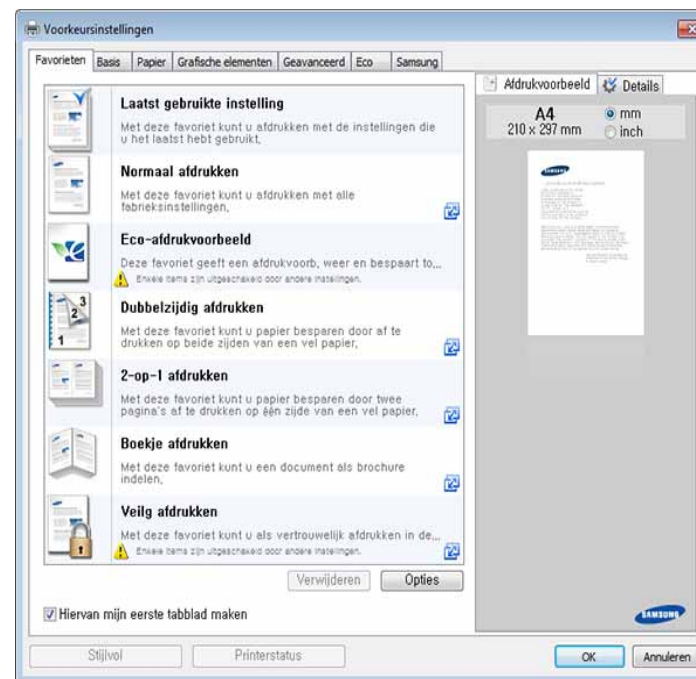 Voorkeursinstellingen
Favorieten Basis Papier Grafische elementen Geavanceerd Eco Samsung
Laatst gebruikte instelling
Met deze favoriet kunt u afdrukken met de instellingen die
u het laatst hebt gebruikt.
Normaal afdrukken
Met deze favoriet kunt u afdrukken met alle
fabrieksinstellingen.
Eco-afdrukvoorbeeld
Deze favoriet geeft een afdrukvoorb, weer en bespaart to...
Enkele items zijn uitgeschakeld door andere instellingen.
Dubbelzijdig afdrukken
Met deze favoriet kunt u papier besparen door af te
drukken op beide zijden van een vel papier.
2-op-1 afdrukken
Met deze favoriet kunt u papier besparen door twee
pagina's af te drukken op één zijde van een vel papier.
Boekje afdrukken
Met deze favoriet kunt u een document als brochure
indelen.
Veilg afdrukken
Met deze favoriet kunt u als vertrouwelijk afdrukken in de...
Enkele items zijn uitgeschakeld door andere instellingen.
Verwijderen Opties
Hiervan mijn eerste tabblad maken
Stijlvol Printerstatus
Afdrukvoorbeeld Details
A4 mm
210 x 297 mm inch
SAMSUNG
SAMSUNG
OK Annuleren
1 2 3